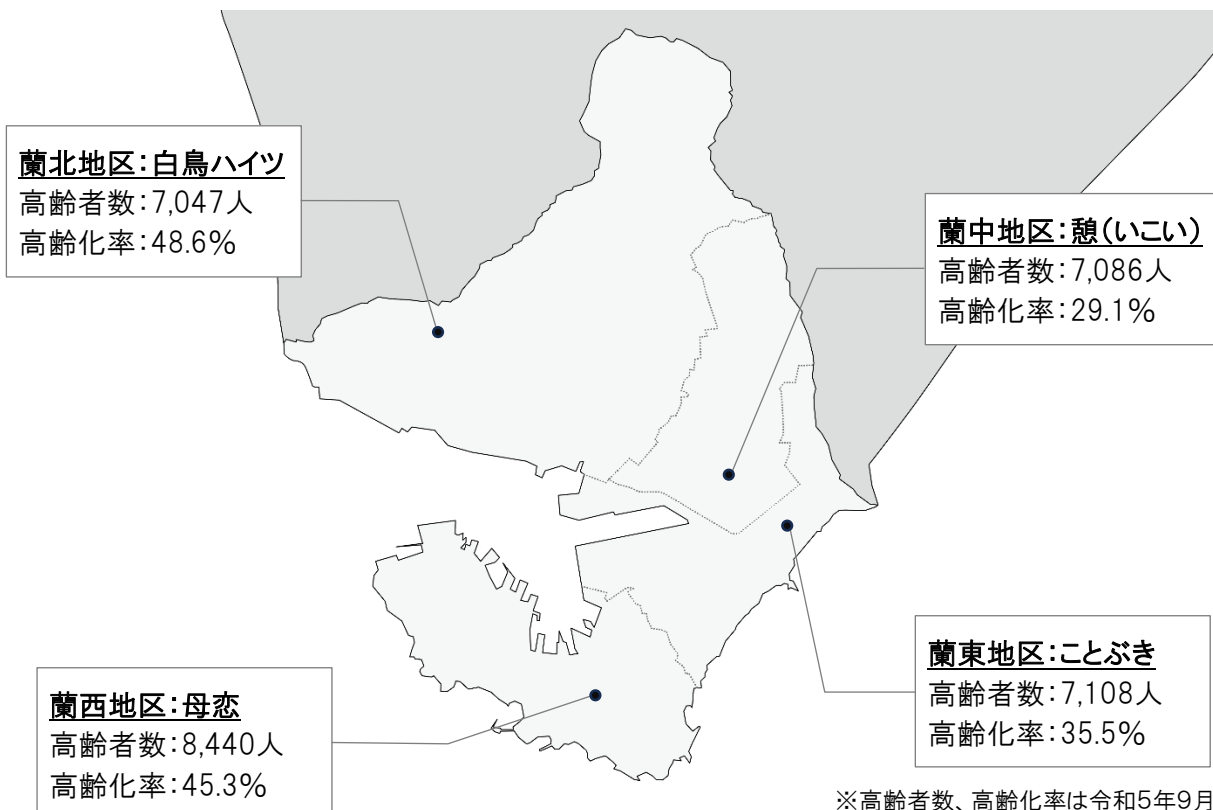 蘭北地区：白鳥ハイツ
高齢者数：7,047人
高齢化率：48.6％
蘭中地区：憩（いこい）
高齢者数：7,086人
高齢化率：29.1％
蘭西地区：母恋
高齢者数：8,440人
高齢化率：45.3％
蘭東地区：ことぶき
高齢者数：7,108人
高齢化率：35.5％
※高齢者数、高齢化率は令和5年9月